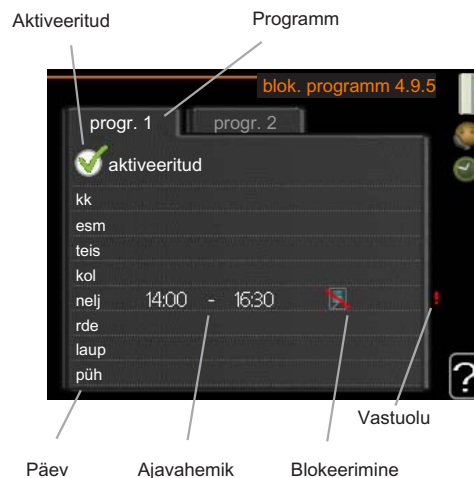 Aktiveeritud
Programm
blok. programm 4.9.5
progr. 1
progr. 2
aktiveeritud
kk
esm
teis
kol
nelj 14:00 - 16:30 !
rde
laup
püh
?
Vastuolu
Päev
Ajavahemik
Blokeerimine